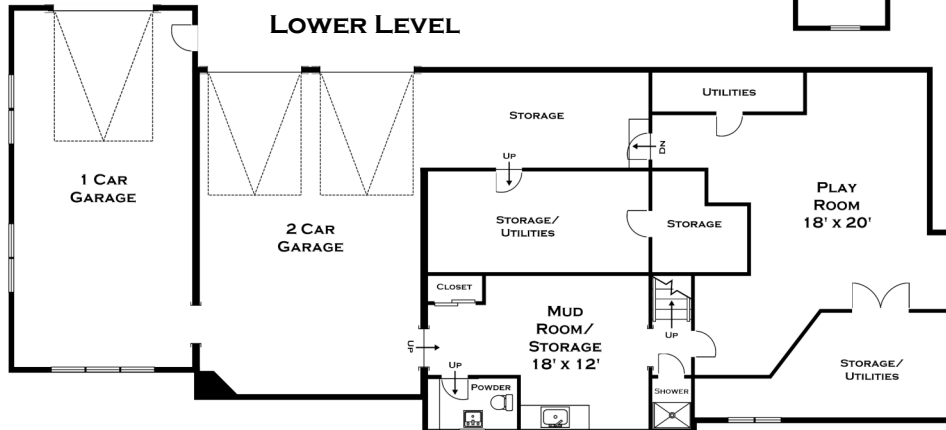 LOWER LEVEL
UTILITIES
STORAGE
UP
DN
1 CAR
GARAGE
PLAY
ROOM
18' X 20'
STORAGE/
UTILITIES
STORAGE
2 CAR
GARAGE
CLOSET
MUD
ROOM/
STORAGE
18' X 12'
UP
UP
UP
STORAGE/
UTILITIES
POWDER
SHOWER